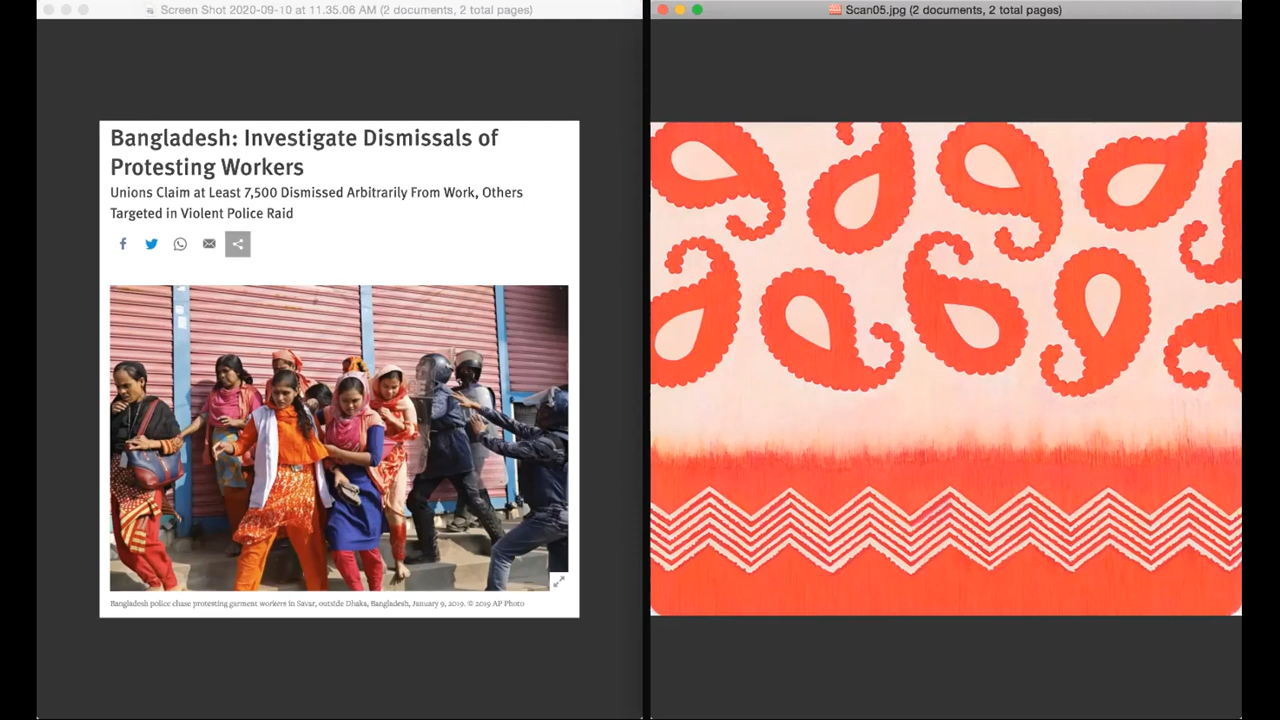 Screen Shot 2020-09-10 at 11.35.06 AM (2 documents, 2 total pages)
Scan05.jpg (2 documents, 2 total pages)
Bangladesh: Investigate Dismissals of
Protesting Workers
Unions Claim at Least 7,500 Dismissed Arbitrarily From Work, Others
Targeted in Violent Police Raid
Bangladesh police chase protesting garment workers in Savar, outside Dhaka, Bangladesh, January 9, 2019. © 2019 AP Photo